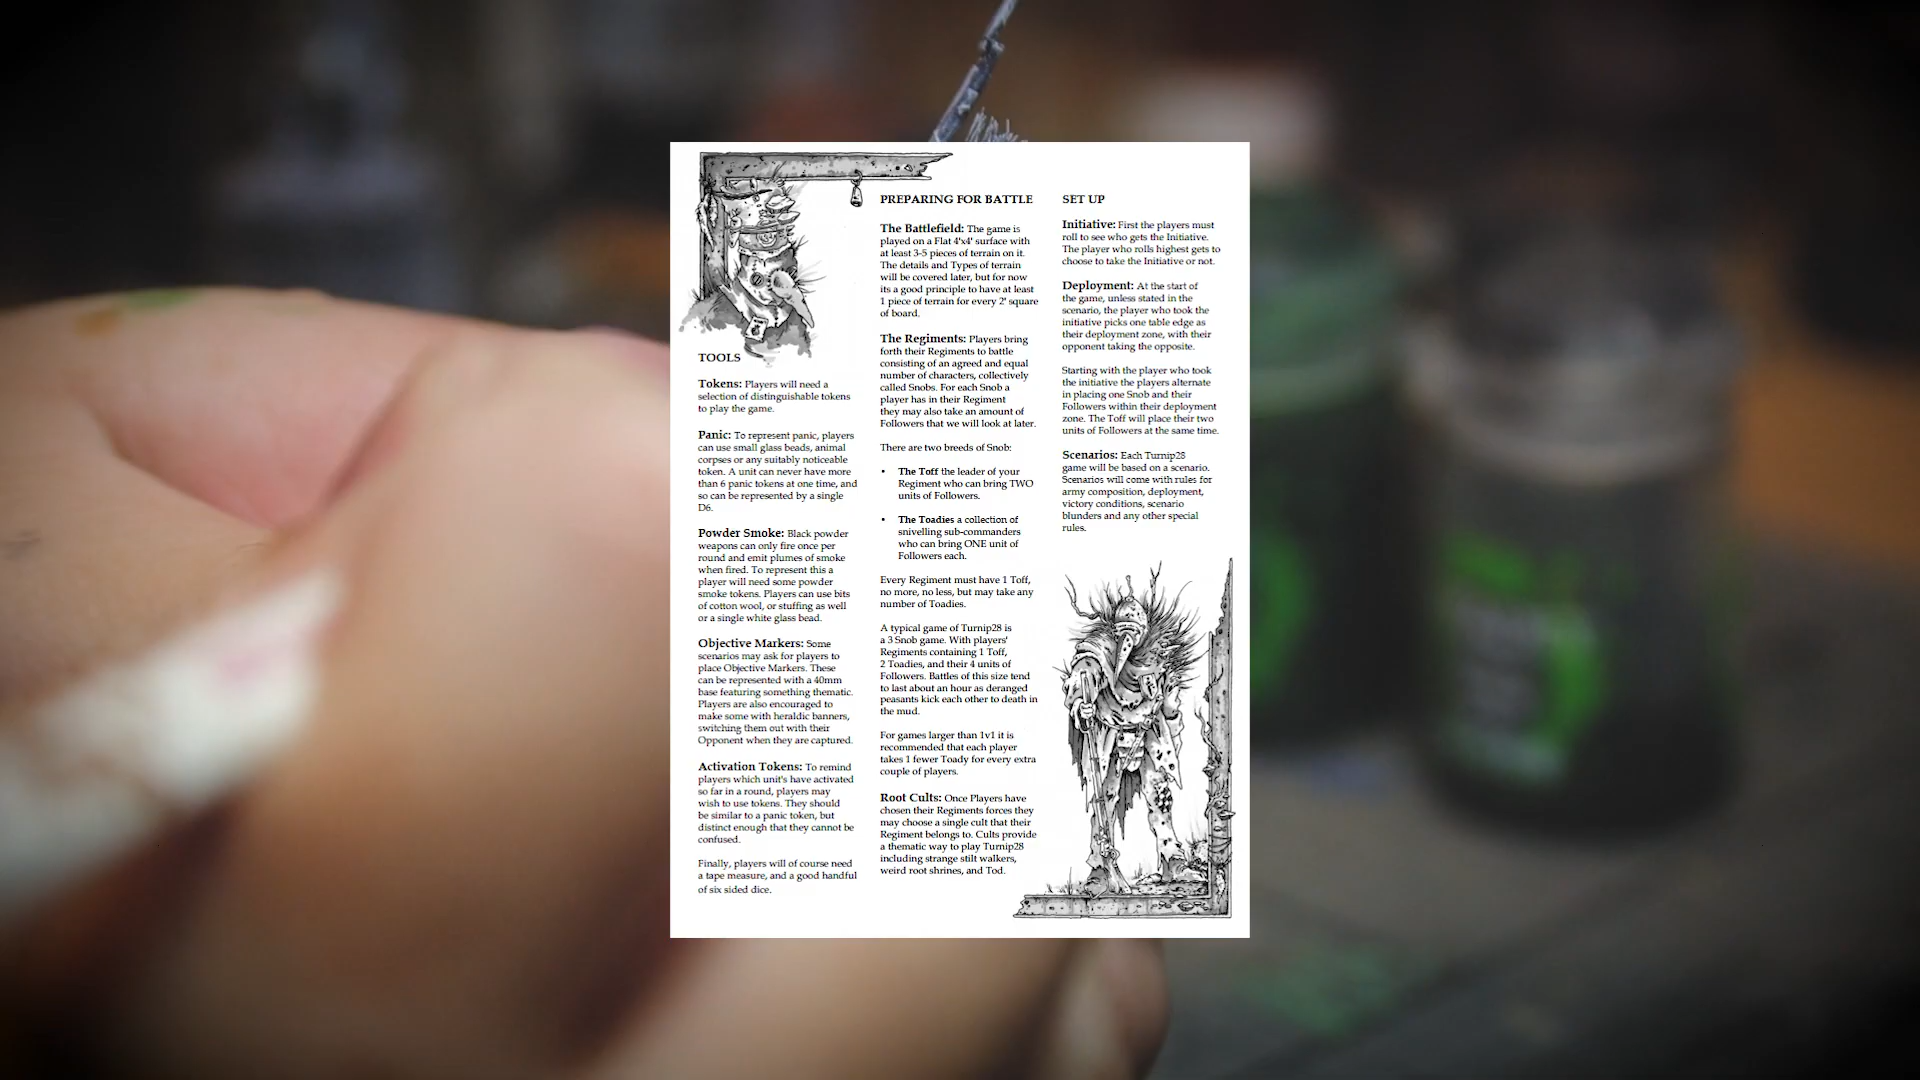 TOOLS
Tokens: Players will need a
selection of distinguishable tokens
to play the game.
Panic: To represent panic, players
can use small glass beads, animal
corpses or any suitably noticeable
token. A unit can never have more
than 6 panic tokens at one time, and
so can be represented by a single
D6.
Powder Smoke: Black powder
weapons can only fire once per
round and emit plumes of smoke
when fired. To represent this a
player will need some powder
smoke tokens. Players can use bits
of cotton wool, or stuffing as well
or a single white glass bead.
Objective Markers: Some
scenarios may ask for players to
place Objective Markers. These
can be represented with a 40mm
base featuring something thematic.
Players are also encouraged to
make some with heraldic banners,
switching them out with their
Opponent when they are captured.
Activation Tokens: To remind
players which unit's have activated
so far in a round, players may
wish to use tokens. They should
be similar to a panic token, but
distinct enough that they cannot be
confused.
Finally, players will of course need
a tape measure, and a good handful
of six sided dice.
PREPARING FOR BATTLE
The Battlefield: The game is
played on a Flat 4'x4' surface with
at least 3-5 pieces of terrain on it.
The details and Types of terrain
will be covered later, but for now
its a good principle to have at least
1 piece of terrain for every 2' square
of board.
The Regiments: Players bring
forth their Regiments to battle
consisting of an agreed and equal
number of characters, collectively
called Snobs. For each Snob a
player has in their Regiment
they may also take an amount of
Followers that we will look at later.
There are two breeds of Snob:
• The Toff the leader of your
Regiment who can bring TWO
units of Followers.
• The Toadies a collection of
snivelling sub-commanders
who can bring ONE unit of
Followers each.
Every Regiment must have 1 Toff,
no more, no less, but may take any
number of Toadies.
A typical game of Turnip28 is
a 3 Snob game. With players'
Regiments containing 1 Toff,
2 Toadies, and their 4 units of
Followers. Battles of this size tend
to last about an hour as deranged
peasants kick each other to death in
the mud.
For games larger than 1v1 it is
recommended that each player
takes 1 fewer Toady for every extra
couple of players.
Root Cults: Once Players have
chosen their Regiments forces they
may choose a single cult that their
Regiment belongs to. Cults provide
a thematic way to play Turnip28
including strange stilt walkers,
weird root shrines, and Tod.
SET UP
Initiative: First the players must
roll to see who gets the Initiative.
The player who rolls highest gets to
choose to take the Initiative or not.
Deployment: At the start of
the game, unless stated in the
scenario, the player who took the
initiative picks one table edge as
their deployment zone, with their
opponent taking the opposite.
Starting with the player who took
the initiative the players alternate
in placing one Snob and their
Followers within their deployment
zone. The Toff will place their two
units of Followers at the same time.
Scenarios: Each Turnip28
game will be based on a scenario.
Scenarios will come with rules for
army composition, deployment,
victory conditions, scenario
blunders and any other special
rules.